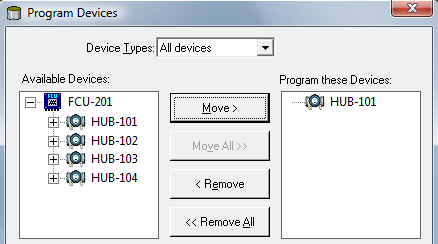 Program Devices
Device Types: All devices
Available Devices:
Program these Devices:
FCU-201
HUB-101
HUB-102
HUB-103
HUB-104
Move >
Move All >>
< Remove
<< Remove All
HUB-101